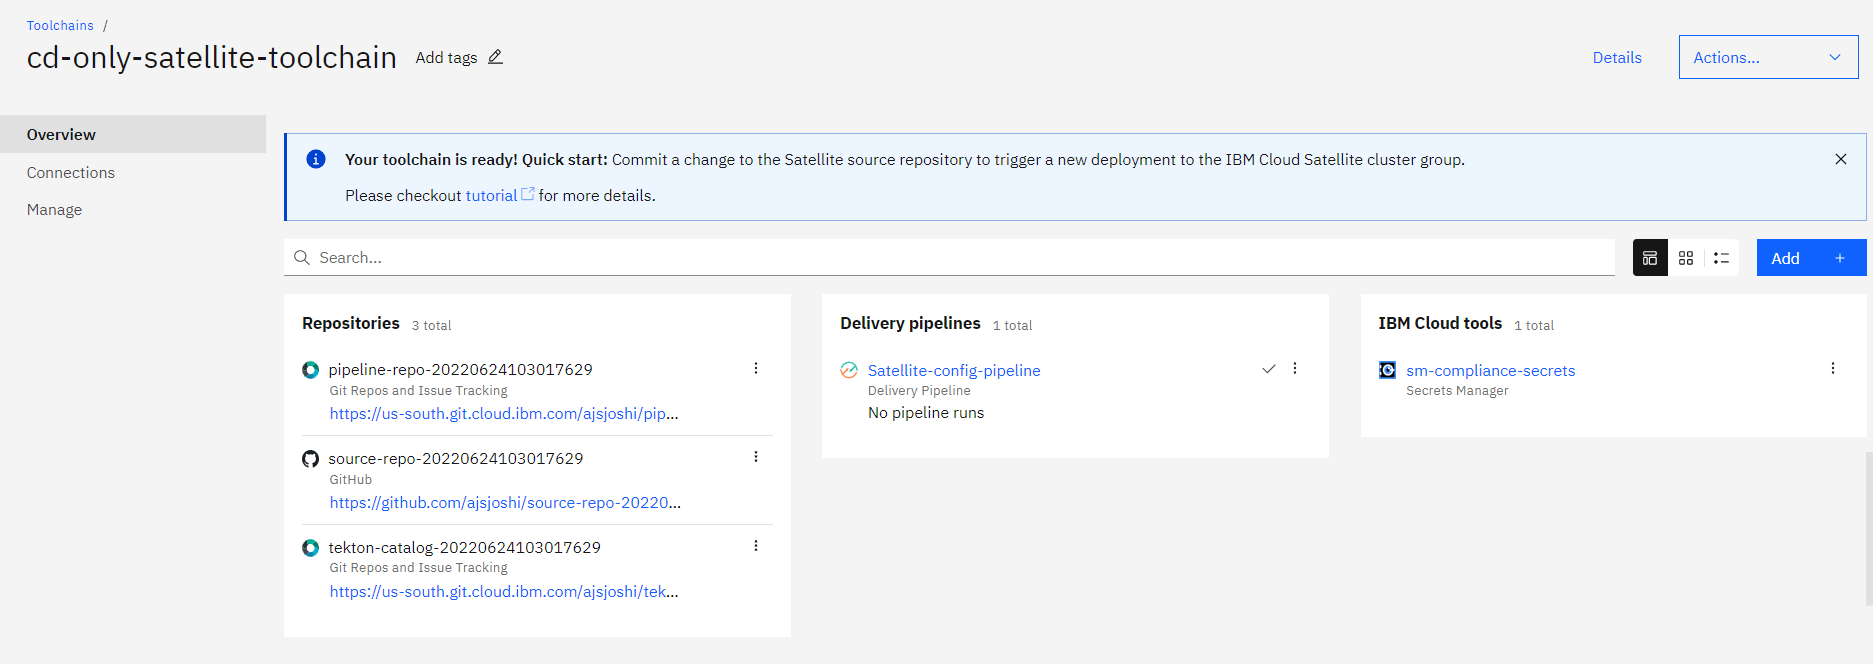 Toolchains /
cd-only-satellite-toolchain Add tags
Details
Actions...
Overview
Connections
Manage
Your toolchain is ready! Quick start: Commit a change to the Satellite source repository to trigger a new deployment to the IBM Cloud Satellite cluster group.
Please checkout tutorial for more details.
Search...
Add +
Repositories 3 total
pipeline-repo-20220624103017629
Git Repos and Issue Tracking
https://us-south.git.cloud.ibm.com/ajsjoshi/pip...
source-repo-20220624103017629
GitHub
https://github.com/ajsjoshi/source-repo-20220...
tekton-catalog-20220624103017629
Git Repos and Issue Tracking
https://us-south.git.cloud.ibm.com/ajsjoshi/tek...
Delivery pipelines 1 total
Satellite-config-pipeline
Delivery Pipeline
No pipeline runs
IBM Cloud tools 1 total
sm-compliance-secrets
Secrets Manager